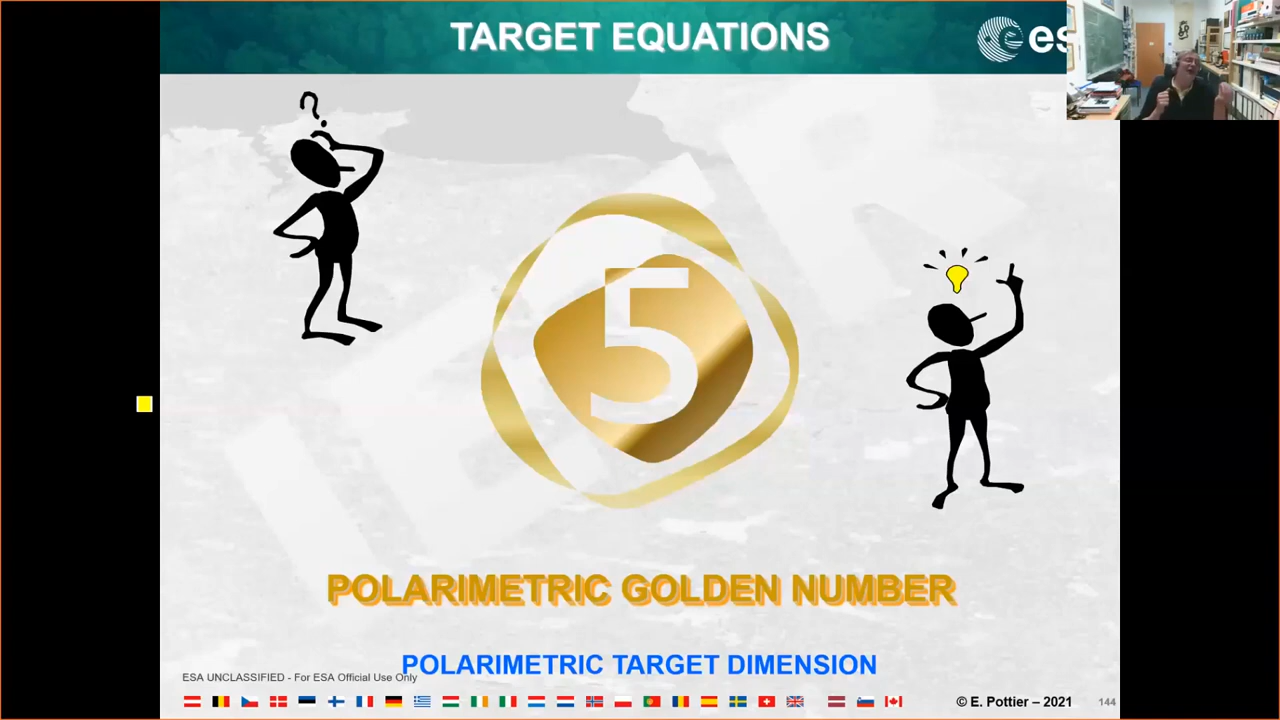 TARGET EQUATIONS
es
?
5
POLARIMETRIC GOLDEN NUMBER
POLARIMETRIC TARGET DIMENSION
ESA UNCLASSIFIED - For ESA Official Use Only
© E. Pottier – 2021
144